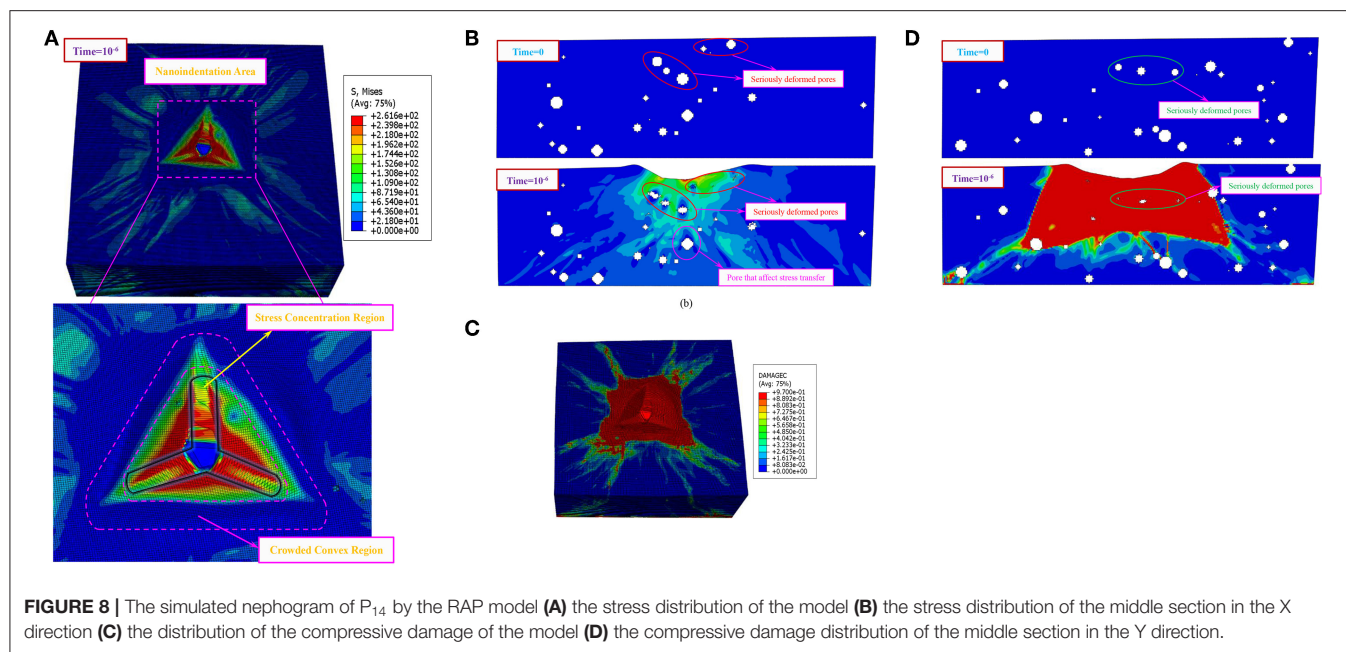 A
Time=10-6
Nanoindentation Area
S, Mises
(Avg: 75%)
+2.616e+02
+2.398e+02
+2.180e+02
+1.962e+02
+1.744e+02
+1.526e+02
+1.308e+02
+1.090e+02
+8.719e+01
+6.540e+01
+4.360e+01
+2.180e+01
+0.000e+00
Stress Concentration Region
Crowded Convex Region
B
Time=0
Seriously deformed pores
Time=10-6
Seriously deformed pores
Pore that affect stress transfer
(b)
C
DAMAGEC
(Avg: 75%)
+9.700e-01
+8.892e-01
+8.083e-01
+7.275e-01
+6.467e-01
+5.658e-01
+4.850e-01
+4.042e-01
+3.233e-01
+2.425e-01
+1.617e-01
+8.083e-02
+0.000e+00
D
Time=0
Seriously deformed pores
Time=10-6
Seriously deformed pores
FIGURE 8 | The simulated nephogram of P14 by the RAP model (A) the stress distribution of the model (B) the stress distribution of the middle section in the X
direction (C) the distribution of the compressive damage of the model (D) the compressive damage distribution of the middle section in the Y direction.